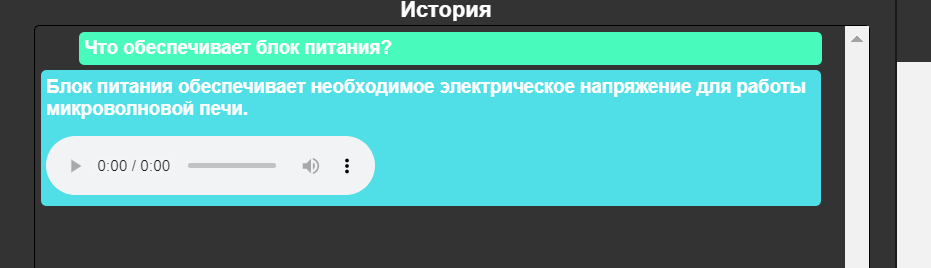 История
Что обеспечивает блок питания?
Блок питания обеспечивает необходимое электрическое напряжение для работы
микроволновой печи.
0:00 / 0:00